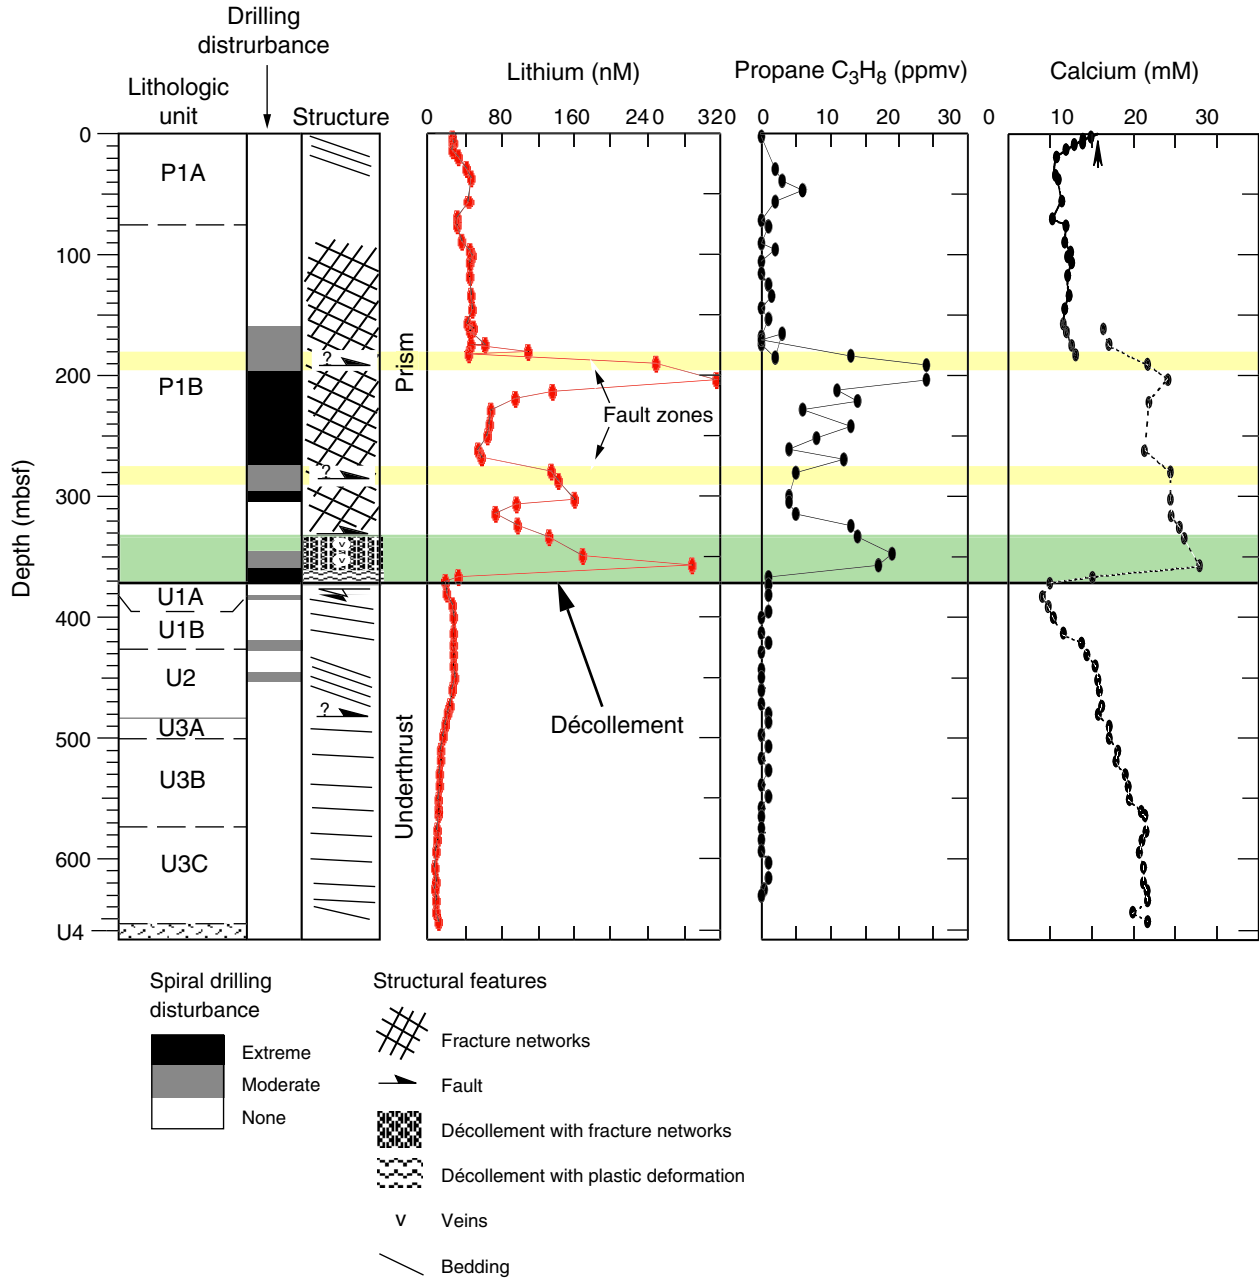 Drilling
distrurbance
Lithologic
unit
Structure
Lithium (nM)
Propane C3H8 (ppmv)
Calcium (mM)
0 80 160 240 320
0 10 20 30
0 10 20 30
Depth (mbsf)
0
100
200
300
400
500
600
U4
P1A
P1B
U1A
U1B
U2
U3A
U3B
U3C
?
?
?
v
v
Prism
Underthrust
Fault zones
Décollement
Spiral drilling
disturbance
Extreme
Moderate
None
Structural features
Fracture networks
Fault
Décollement with fracture networks
Décollement with plastic deformation
v Veins
Bedding